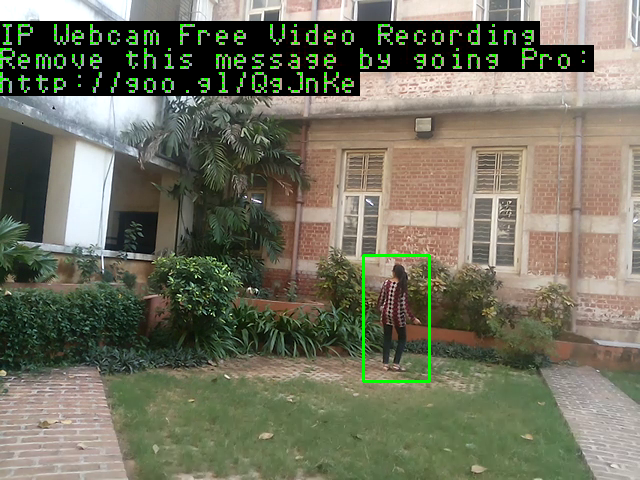 IP Webcam Free Video Recording
Remove this message by going Pro:
http://goo.gl/QgJnKe